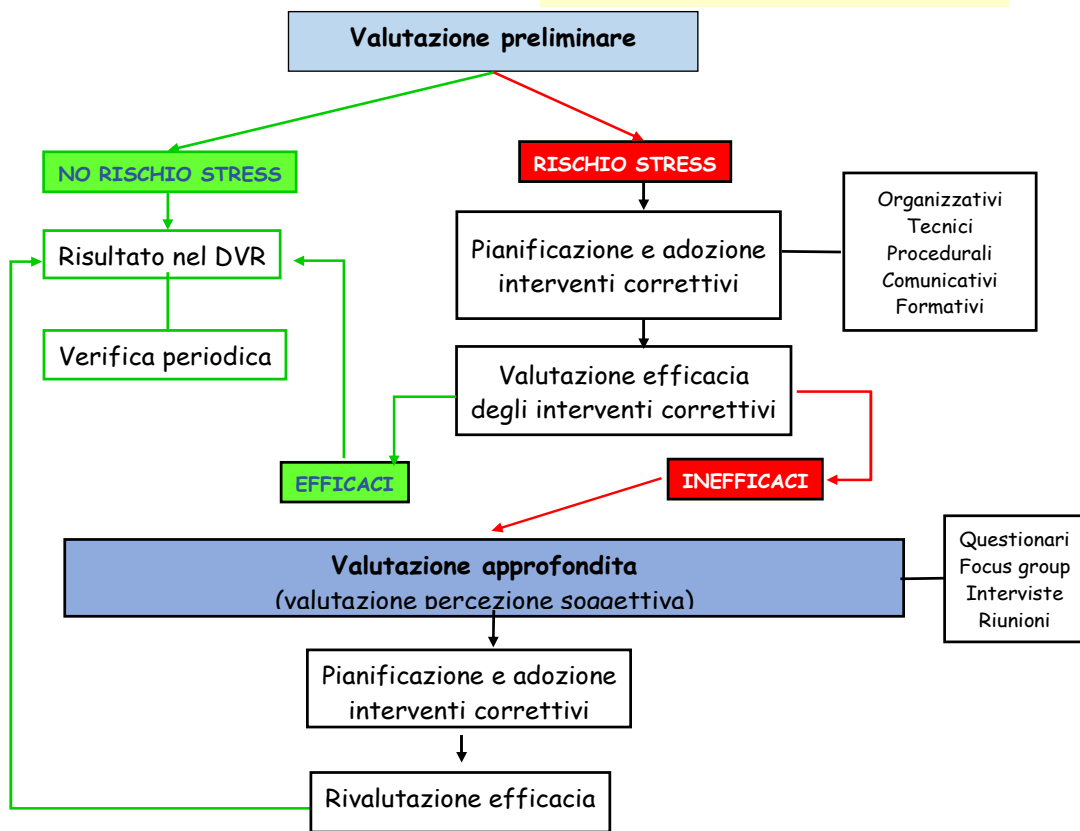 Valutazione preliminare
NO RISCHIO STRESS
RISCHIO STRESS
Organizzativi
Tecnici
Procedurali
Comunicativi
Formativi
Pianificazione e adozione
interventi correttivi
Risultato nel DVR
Verifica periodica
Valutazione efficacia
degli interventi correttivi
EFFICACI
INEFFICACI
Valutazione approfondita
(valutazione percezione soggettiva)
Questionari
Focus group
Interviste
Riunioni
Pianificazione e adozione
interventi correttivi
Rivalutazione efficacia